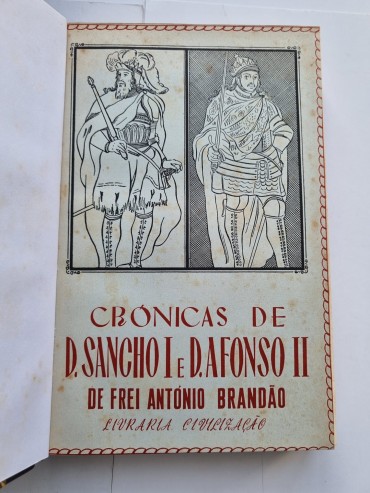 CRÓNICAS DE
D. SANCHO I E D. AFONSO II
DE FREI ANTÓNIO BRANDÃO
LIVRARIA CIVILIZAÇÃO